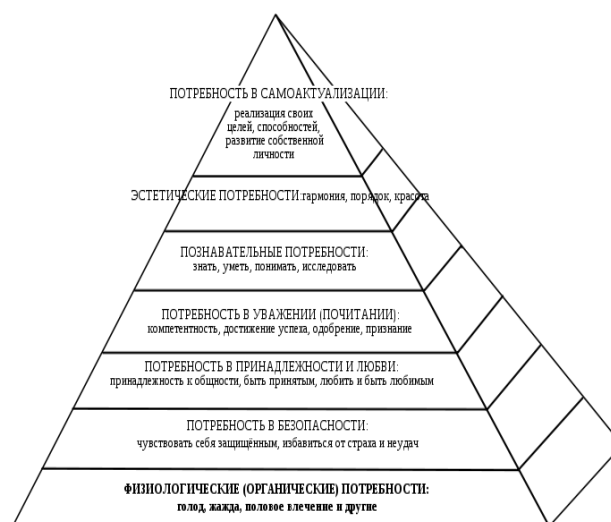 ПОТРЕБНОСТЬ В САМОАКТУАЛИЗАЦИИ:
реализация своих
целей, способностей,
развитие собственной
личности
ЭСТЕТИЧЕСКИЕ ПОТРЕБНОСТИ:гармония, порядок, красота
ПОЗНАВАТЕЛЬНЫЕ ПОТРЕБНОСТИ:
знать, уметь, понимать, исследовать
ПОТРЕБНОСТЬ В УВАЖЕНИИ (ПОЧИТАНИИ):
компетентность, достижение успеха, одобрение, признание
ПОТРЕБНОСТЬ В ПРИНАДЛЕЖНОСТИ И ЛЮБВИ:
принадлежность к общности, быть принятым, любить и быть любимым
ПОТРЕБНОСТЬ В БЕЗОПАСНОСТИ:
чувствовать себя защищённым, избавиться от страха и неудач
ФИЗИОЛОГИЧЕСКИЕ (ОРГАНИЧЕСКИЕ) ПОТРЕБНОСТИ:
голод, жажда, половое влечение и другие